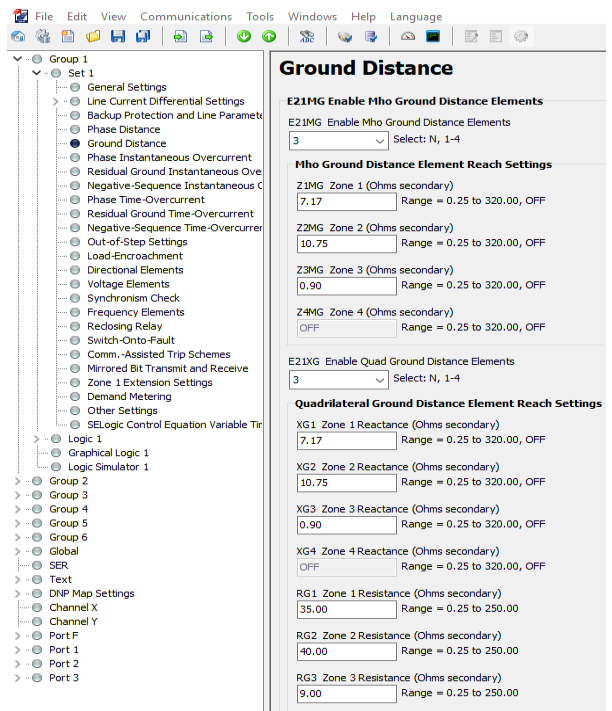 File Edit View Communications Tools Windows Help Language
ABC
Group 1
Set 1
General Settings
Line Current Differential Settings
Backup Protection and Line Paramete
Phase Distance
Ground Distance
Phase Instantaneous Overcurrent
Residual Ground Instantaneous Ove
Negative-Sequence Instantaneous C
Phase Time-Overcurrent
Residual Ground Time-Overcurrent
Negative-Sequence Time-Overcurrer
Out-of-Step Settings
Load-Encroachment
Directional Elements
Voltage Elements
Synchronism Check
Frequency Elements
Reclosing Relay
Switch-Onto-Fault
Comm.-Assisted Trip Schemes
Mirrored Bit Transmit and Receive
Zone 1 Extension Settings
Demand Metering
Other Settings
SELogic Control Equation Variable Tir
Logic 1
Graphical Logic 1
Logic Simulator 1
Group 2
Group 3
Group 4
Group 5
Group 6
Global
SER
Text
DNP Map Settings
Channel X
Channel Y
Port F
Port 1
Port 2
Port 3
Ground Distance
E21MG Enable Mho Ground Distance Elements
E21MG Enable Mho Ground Distance Elements
3 Select: N, 1-4
Mho Ground Distance Element Reach Settings
Z1MG Zone 1 (Ohms secondary)
7.17 Range = 0.25 to 320.00, OFF
Z2MG Zone 2 (Ohms secondary)
10.75 Range = 0.25 to 320.00, OFF
Z3MG Zone 3 (Ohms secondary)
0.90 Range = 0.25 to 320.00, OFF
Z4MG Zone 4 (Ohms secondary)
OFF Range = 0.25 to 320.00, OFF
E21XG Enable Quad Ground Distance Elements
3 Select: N, 1-4
Quadrilateral Ground Distance Element Reach Settings
XG1 Zone 1 Reactance (Ohms secondary)
7.17 Range = 0.25 to 320.00, OFF
XG2 Zone 2 Reactance (Ohms secondary)
10.75 Range = 0.25 to 320.00, OFF
XG3 Zone 3 Reactance (Ohms secondary)
0.90 Range = 0.25 to 320.00, OFF
XG4 Zone 4 Reactance (Ohms secondary)
OFF Range = 0.25 to 320.00, OFF
RG1 Zone 1 Resistance (Ohms secondary)
35.00 Range = 0.25 to 250.00
RG2 Zone 2 Resistance (Ohms secondary)
40.00 Range = 0.25 to 250.00
RG3 Zone 3 Resistance (Ohms secondary)
9.00 Range = 0.25 to 250.00